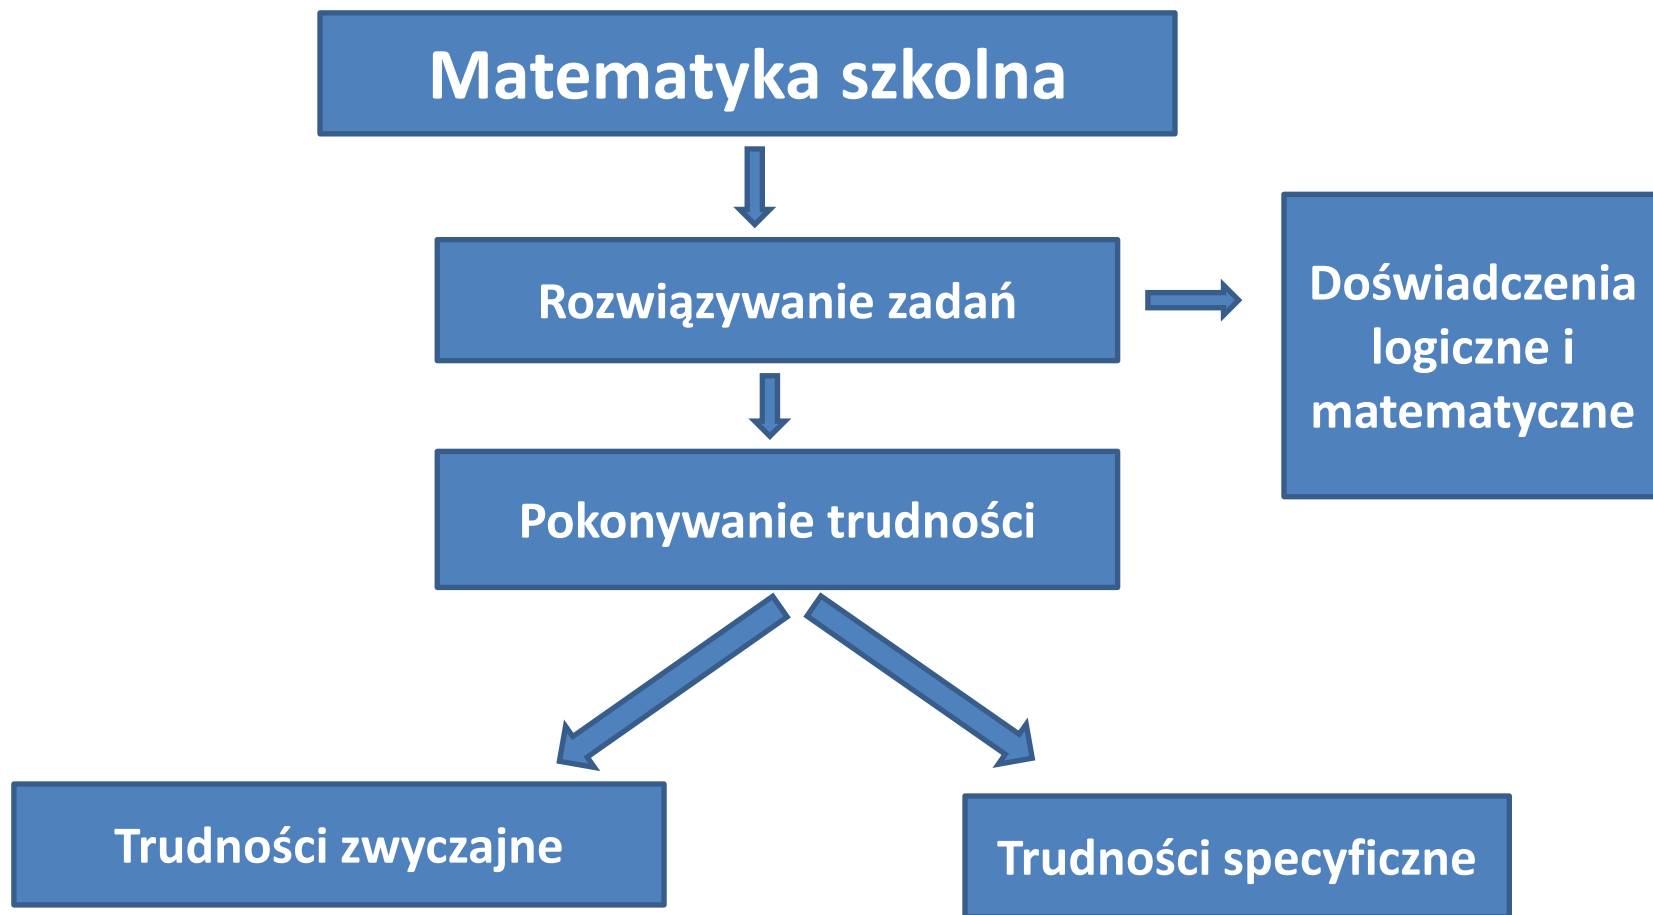 Matematyka szkolna
Rozwiązywanie zadań
Doświadczenia
logiczne i
matematyczne
Pokonywanie trudności
Trudności zwyczajne
Trudności specyficzne